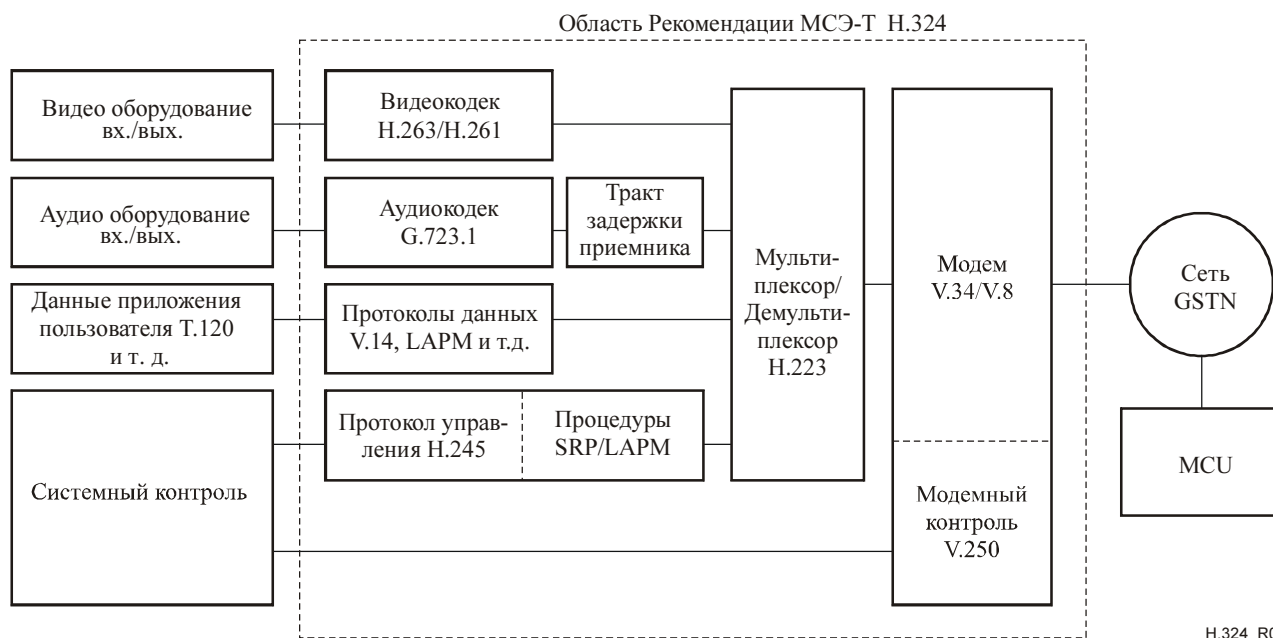 Область Рекомендации МСЭ-Т H.324
Видео оборудование
вх./вых.
Видеокодек
H.263/H.261
Аудио оборудование
вх./вых.
Аудиокодек
G.723.1
Тракт
задержки
приемника
Данные приложения
пользователя T.120
и т. д.
Протоколы данных
V.14, LAPM и т.д.
Системный контроль
Протокол управ-
ления H.245
Процедуры
SRP/LAPM
Мульти-
плексор/
Демульти-
плексор
H.223
Модем
V.34/V.8
Модемный
контроль
V.250
Сеть
GSTN
MCU